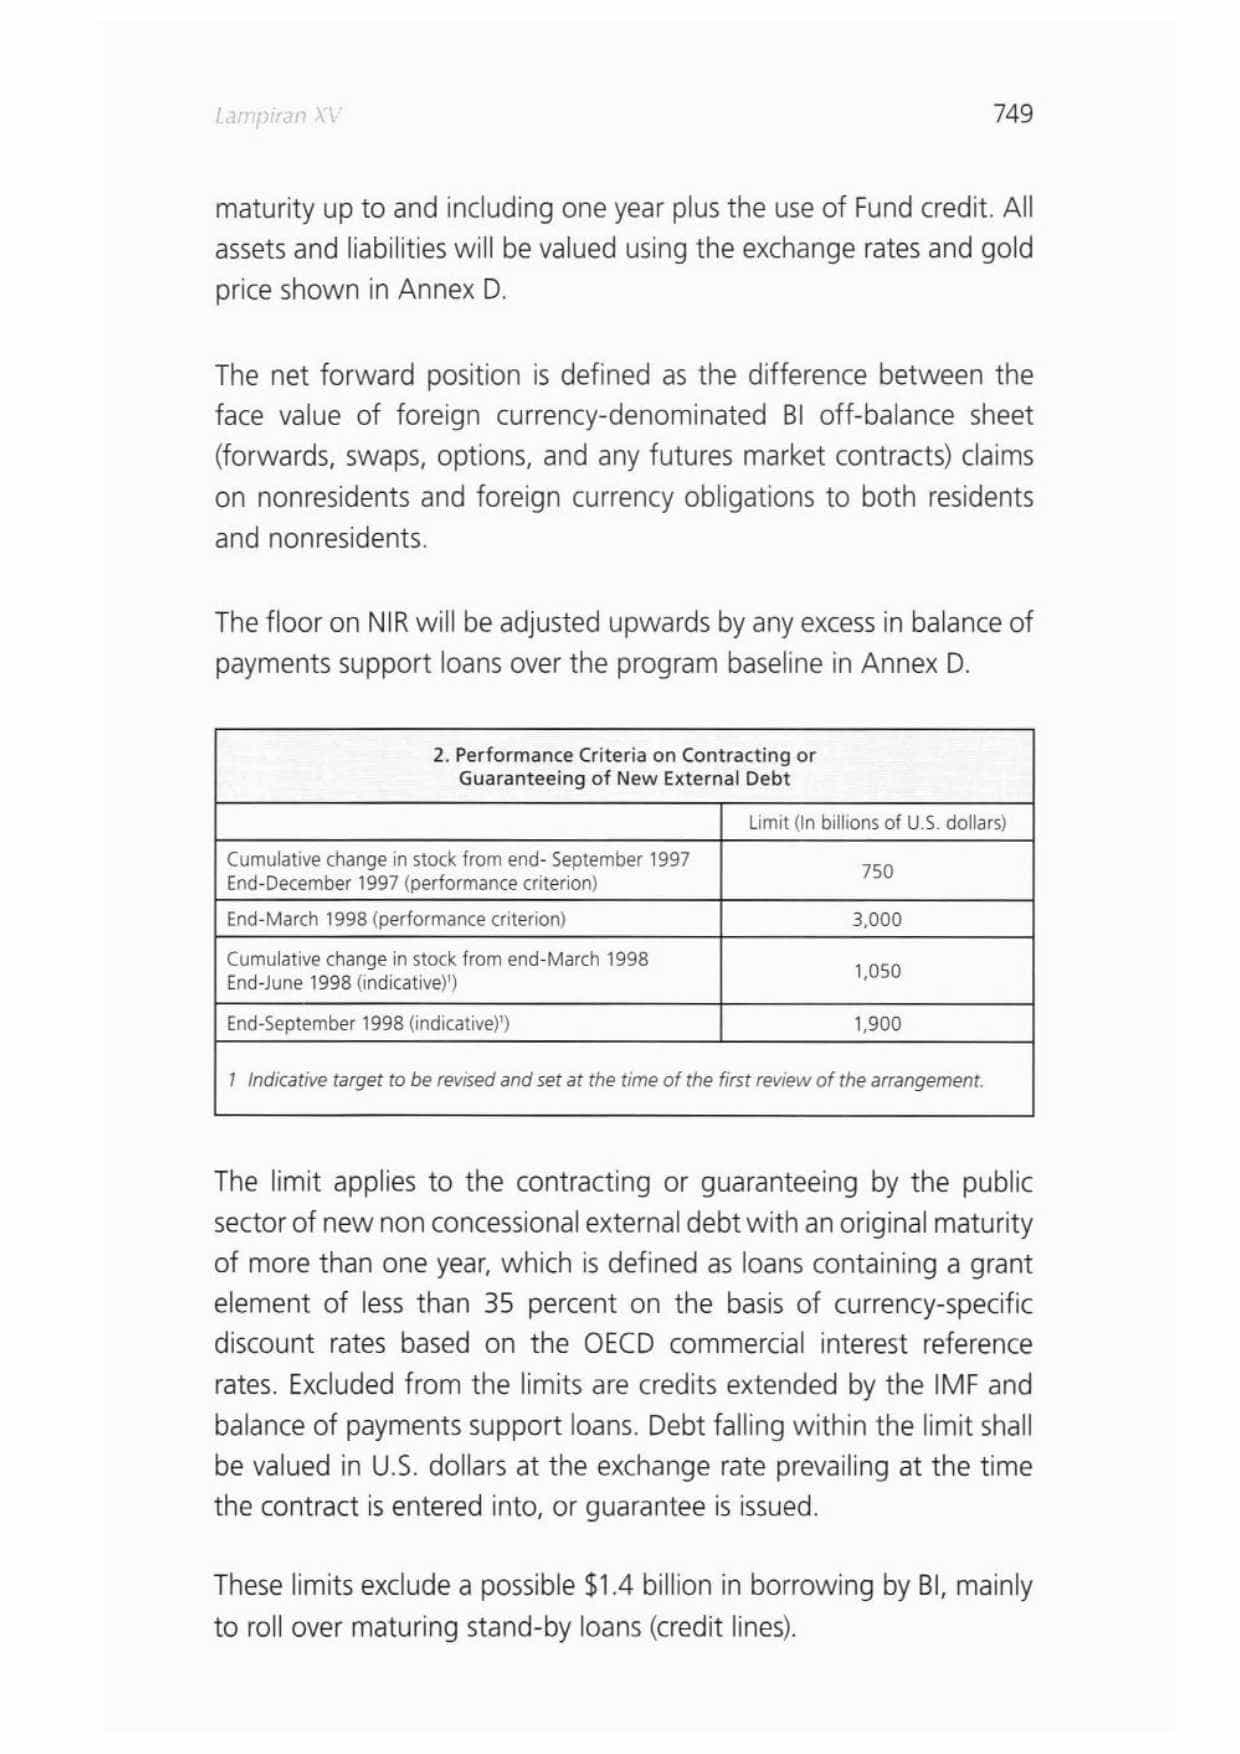 Lampiran XV
749
maturity up to and including one year plus the use of Fund credit. All
assets and liabilities will be valued using the exchange rates and gold
price shown in Annex D.
The net forward position is defined as the difference between the
face value of foreign currency-denominated BI off-balance sheet
(forwards, swaps, options, and any futures market contracts) claims
on nonresidents and foreign currency obligations to both residents
and nonresidents.
The floor on NIR will be adjusted upwards by any excess in balance of
payments support loans over the program baseline in Annex D.
2. Performance Criteria on Contracting or
Guaranteeing of New External Debt
Limit (In billions of U.S. dollars)
Cumulative change in stock from end- September 1997
End-December 1997 (performance criterion)
750
End-March 1998 (performance criterion)
3,000
Cumulative change in stock from end-March 1998
End-June 1998 (indicative)¹)
1,050
End-September 1998 (indicative)¹)
1,900
1 Indicative target to be revised and set at the time of the first review of the arrangement.
The limit applies to the contracting or guaranteeing by the public
sector of new non concessional external debt with an original maturity
of more than one year, which is defined as loans containing a grant
element of less than 35 percent on the basis of currency-specific
discount rates based on the OECD commercial interest reference
rates. Excluded from the limits are credits extended by the IMF and
balance of payments support loans. Debt falling within the limit shall
be valued in U.S. dollars at the exchange rate prevailing at the time
the contract is entered into, or guarantee is issued.
These limits exclude a possible $1.4 billion in borrowing by BI, mainly
to roll over maturing stand-by loans (credit lines).